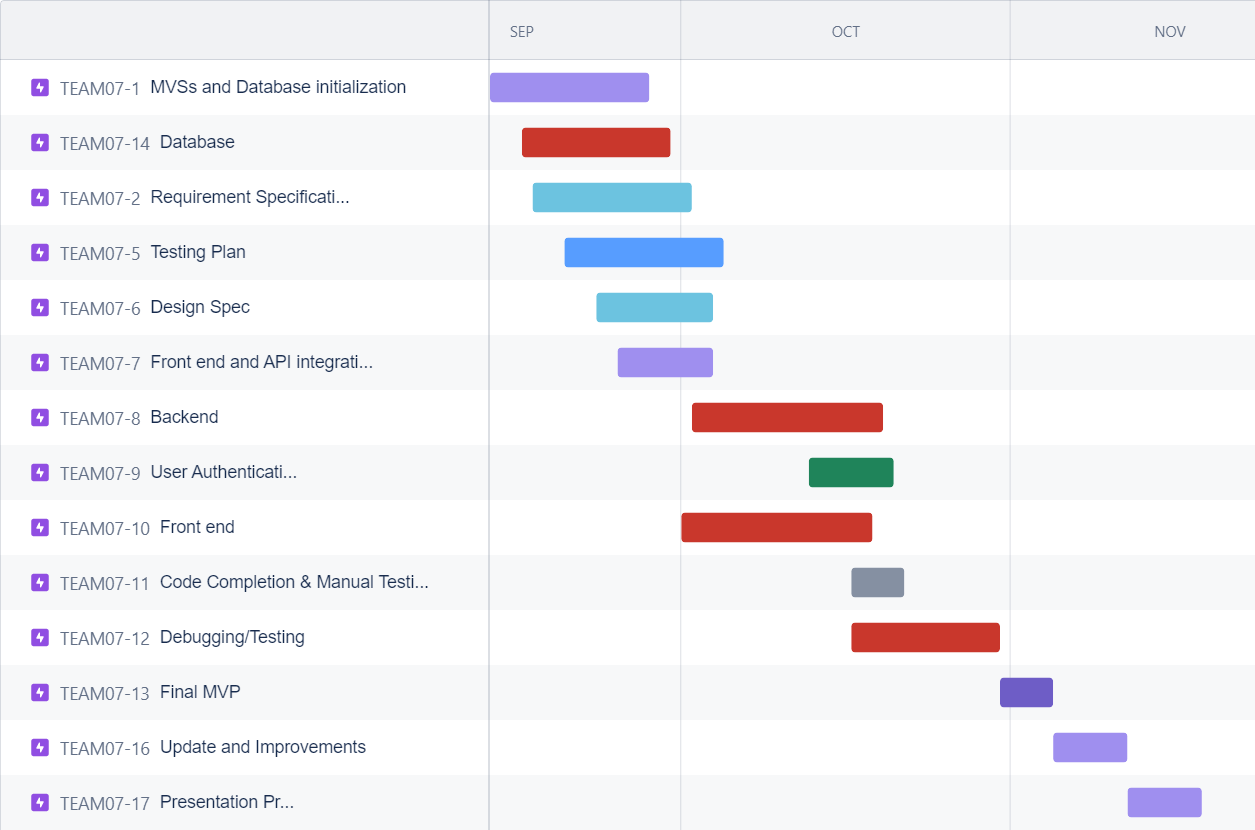 SEP OCT NOV
TEAM07-1 MVSs and Database initialization
TEAM07-14 Database
TEAM07-2 Requirement Specificati...
TEAM07-5 Testing Plan
TEAM07-6 Design Spec
TEAM07-7 Front end and API integrati...
TEAM07-8 Backend
TEAM07-9 User Authenticati...
TEAM07-10 Front end
TEAM07-11 Code Completion & Manual Testi...
TEAM07-12 Debugging/Testing
TEAM07-13 Final MVP
TEAM07-16 Update and Improvements
TEAM07-17 Presentation Pr...